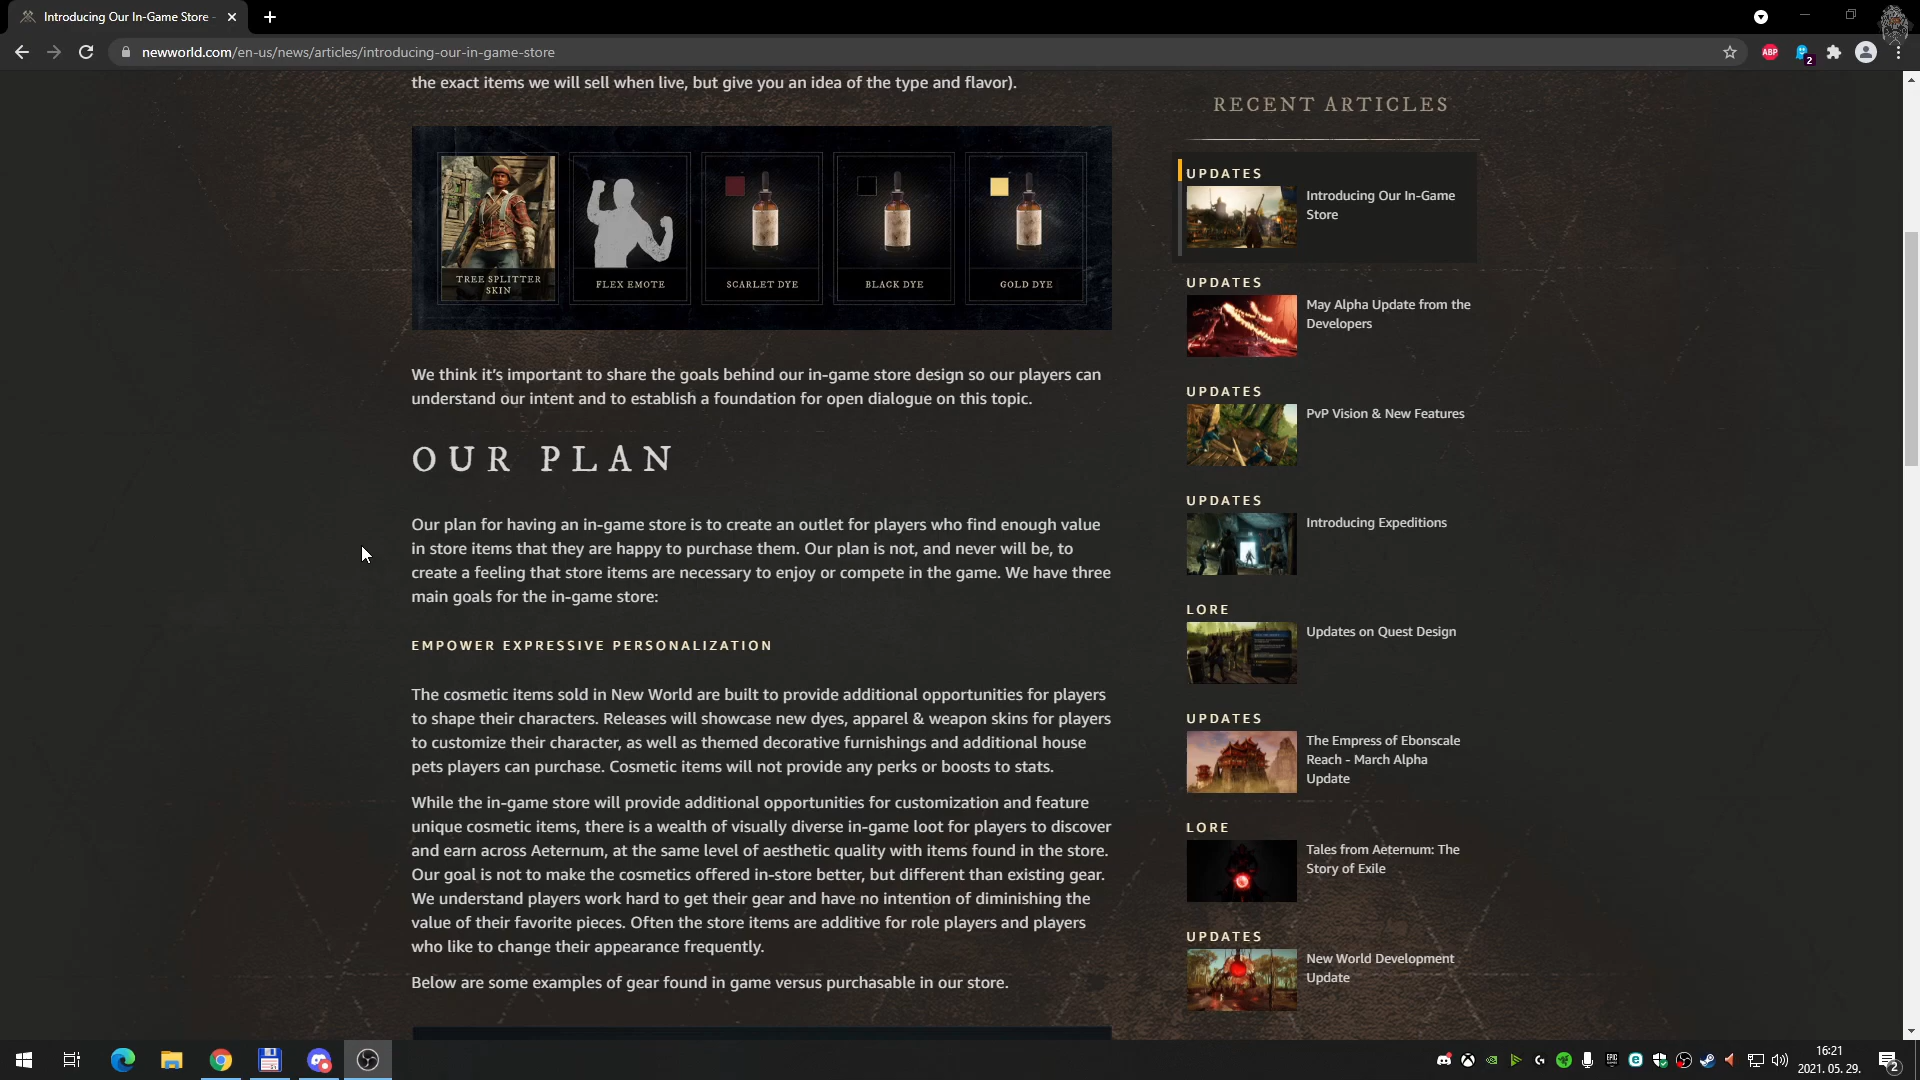 Introducing Our In-Game Store -
newworld.com/en-us/news/articles/introducing-our-in-game-store
ABP
2
the exact items we will sell when live, but give you an idea of the type and flavor).
TREE SPLITTER
SKIN
FLEX EMOTE
SCARLET DYE
BLACK DYE
GOLD DYE
We think it’s important to share the goals behind our in-game store design so our players can
understand our intent and to establish a foundation for open dialogue on this topic.
OUR PLAN
Our plan for having an in-game store is to create an outlet for players who find enough value
in store items that they are happy to purchase them. Our plan is not, and never will be, to
create a feeling that store items are necessary to enjoy or compete in the game. We have three
main goals for the in-game store:
EMPOWER EXPRESSIVE PERSONALIZATION
The cosmetic items sold in New World are built to provide additional opportunities for players
to shape their characters. Releases will showcase new dyes, apparel & weapon skins for players
to customize their character, as well as themed decorative furnishings and additional house
pets players can purchase. Cosmetic items will not provide any perks or boosts to stats.
While the in-game store will provide additional opportunities for customization and feature
unique cosmetic items, there is a wealth of visually diverse in-game loot for players to discover
and earn across Aeternum, at the same level of aesthetic quality with items found in the store.
Our goal is not to make the cosmetics offered in-store better, but different than existing gear.
We understand players work hard to get their gear and have no intention of diminishing the
value of their favorite pieces. Often the store items are additive for role players and players
who like to change their appearance frequently.
Below are some examples of gear found in game versus purchasable in our store.
RECENT ARTICLES
UPDATES
Introducing Our In-Game
Store
UPDATES
May Alpha Update from the
Developers
UPDATES
PvP Vision & New Features
UPDATES
Introducing Expeditions
LORE
Updates on Quest Design
UPDATES
The Empress of Ebonscale
Reach - March Alpha
Update
LORE
Tales from Aeternum: The
Story of Exile
UPDATES
New World Development
Update
EPIC
16:21
2021. 05. 29.
2